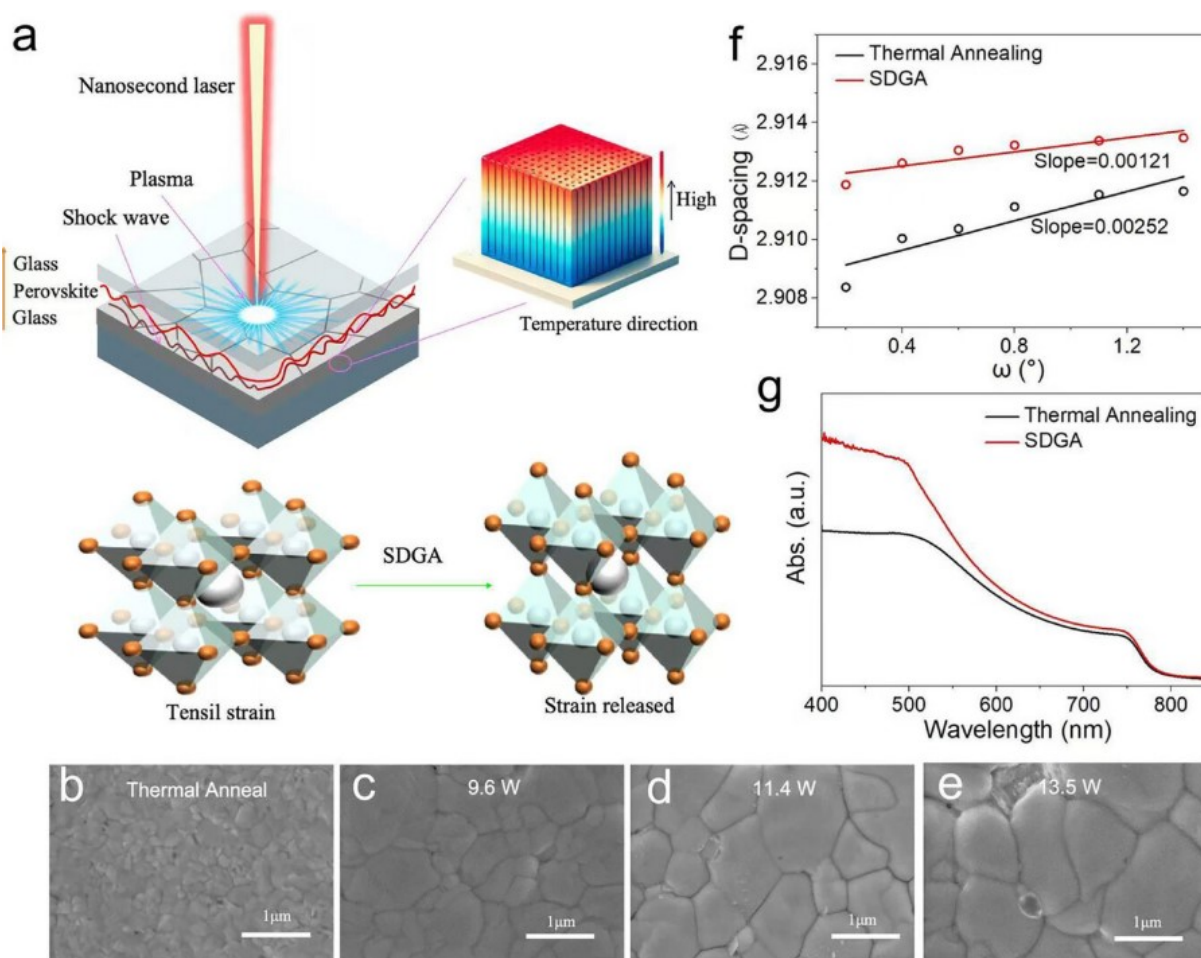 a
Nanosecond laser
Plasma
Shock wave
Glass
Perovskite
Glass
High
Temperature direction
SDGA
Tensil strain
Strain released
f
Thermal Annealing
SDGA
2.916
2.914
2.912
2.910
2.908
D-spacing (Å)
Slope=0.00121
Slope=0.00252
0.4
0.8
1.2
ω (°)
g
Thermal Annealing
SDGA
Abs. (a.u.)
400
500
600
700
800
Wavelength (nm)
b
Thermal Anneal
1μm
c
9.6 W
1μm
d
11.4 W
1μm
e
13.5 W
1μm